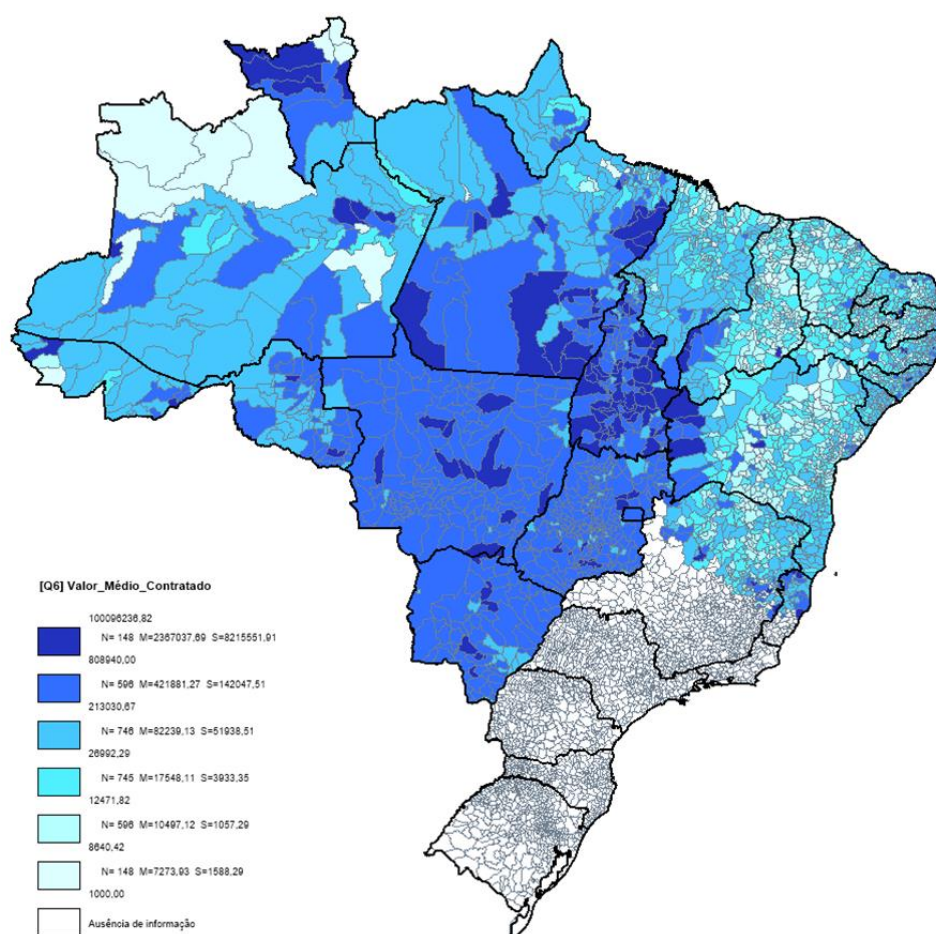 [Q6] Valor_Médio_Contratado
100096236,82
N= 148 M=2367037,69 S=8215551,91
808940,00
N= 596 M=421881,27 S=142047,51
213030,67
N= 746 M=82239,13 S=51938,51
26992,29
N= 745 M=17548,11 S=3933,35
12471,82
N= 596 M=10497,12 S=1057,29
8640,42
N= 148 M=7273,93 S=1588,29
1000,00
Ausência de informação